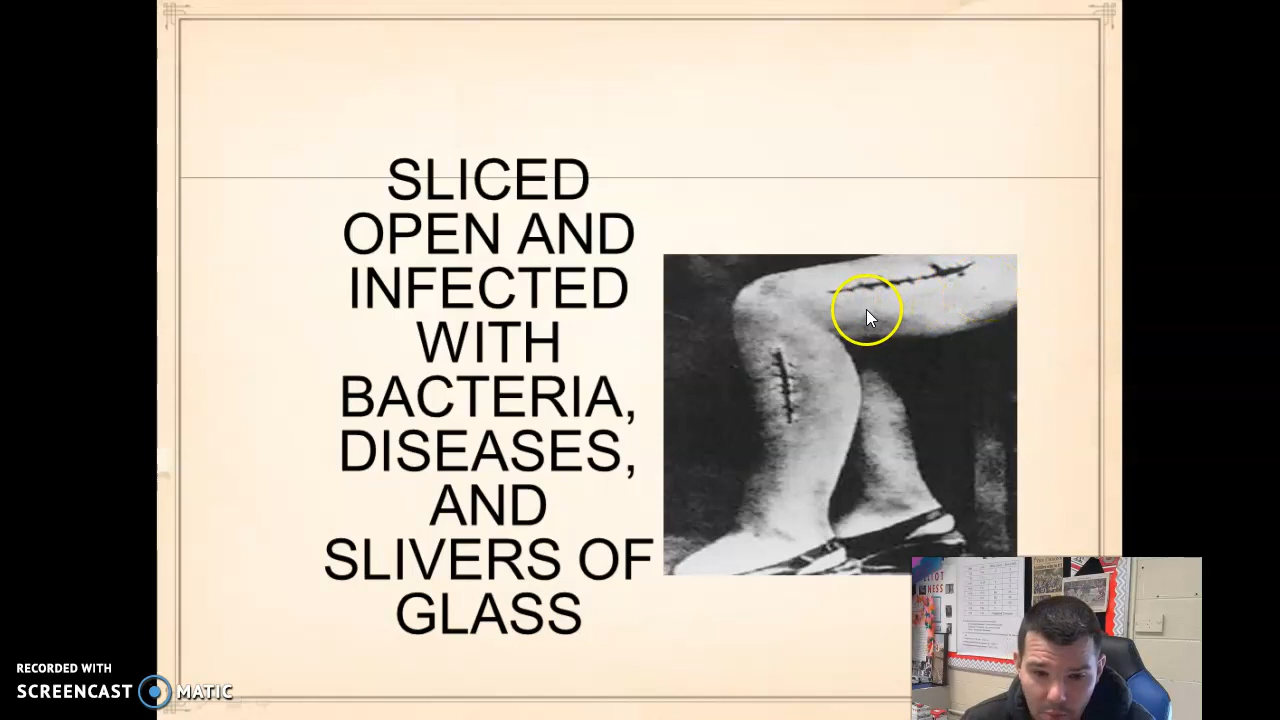 SLICED
OPEN AND
INFECTED
WITH
BACTERIA,
DISEASES,
AND
SLIVERS OF
GLASS
RECORDED WITH
SCREENCAST MATIC